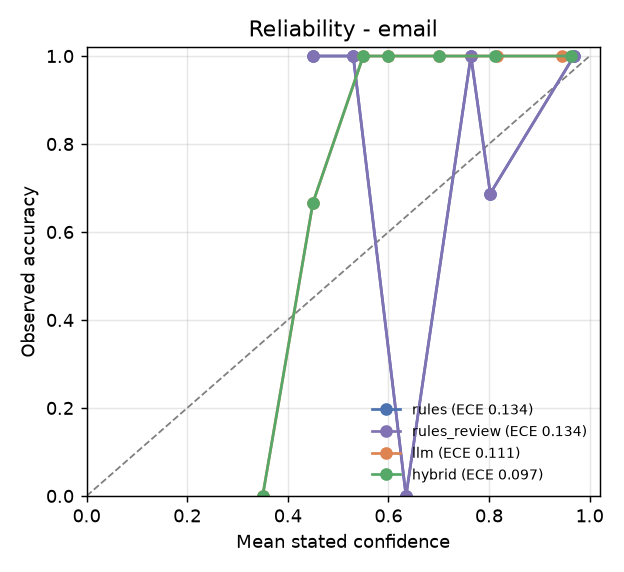 Reliability - email
1.0
0.8
0.6
0.4
0.2
0.0
Observed accuracy
rules (ECE 0.134)
rules_review (ECE 0.134)
llm (ECE 0.111)
hybrid (ECE 0.097)
0.0 0.2 0.4 0.6 0.8 1.0
Mean stated confidence